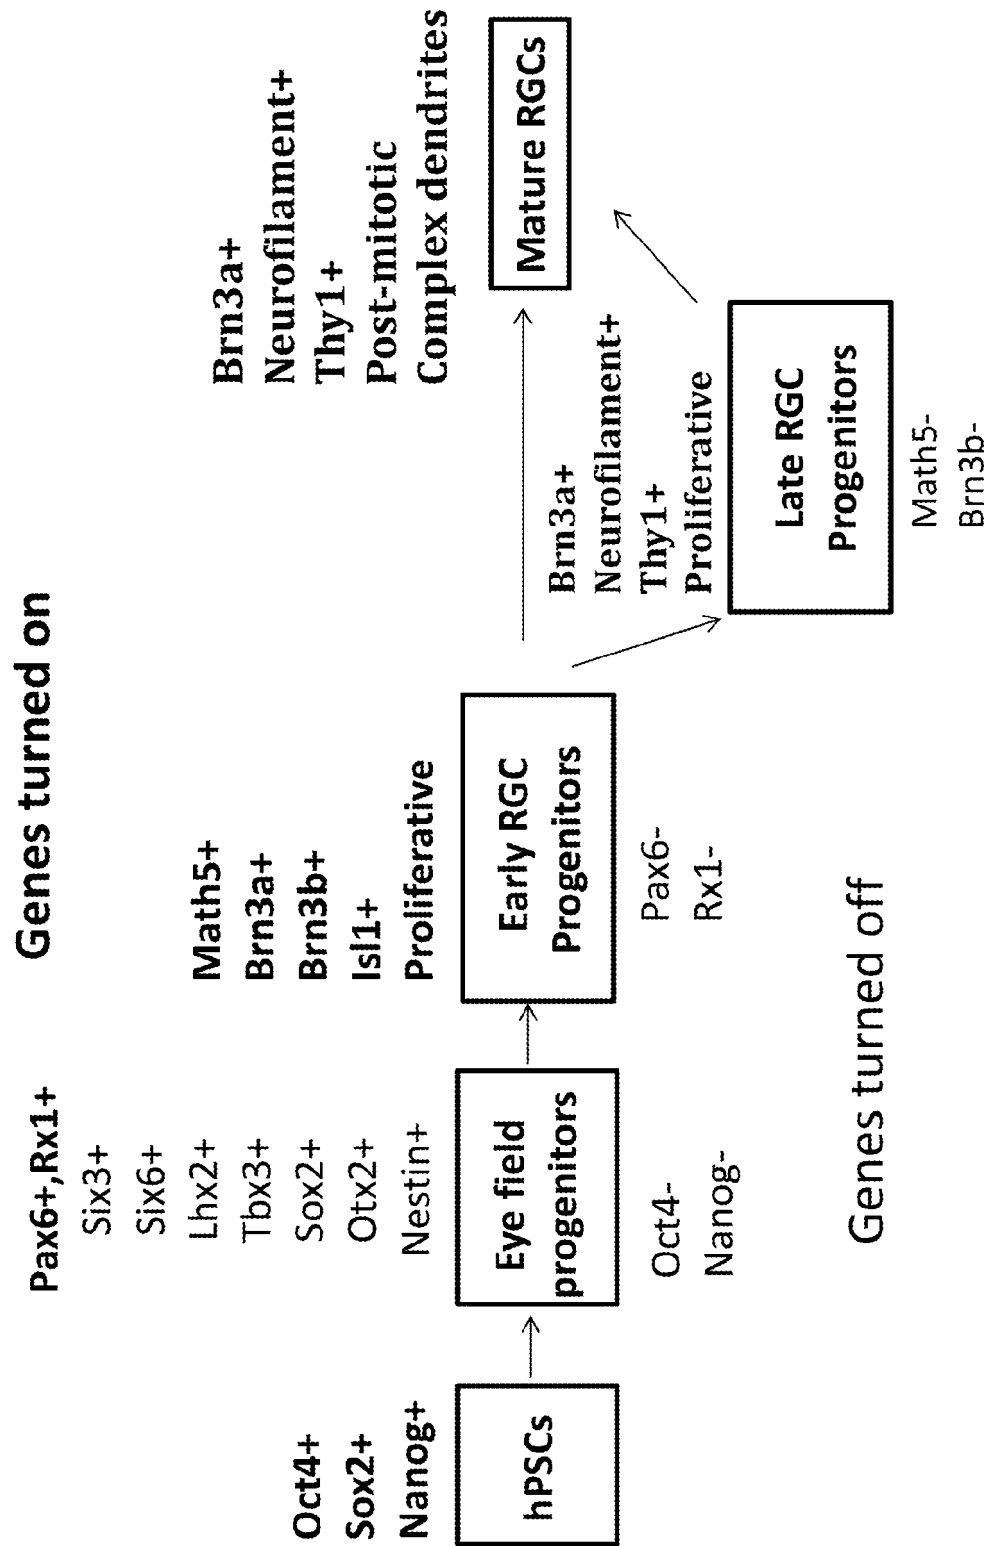 Genes turned on
Oct4+
Sox2+
Nanog+
hPSCs
Pax6+,Rx1+
Six3+
Six6+
Lhx2+
Tbx3+
Sox2+
Otx2+
Nestin+
Eye field
progenitors
Oct4-
Nanog-
Math5+
Brn3a+
Brn3b+
Isl1+
Proliferative
Early RGC
Progenitors
Pax6-
Rx1-
Brn3a+
Neurofilament+
Thy1+
Proliferative
Late RGC
Progenitors
Math5-
Brn3b-
Brn3a+
Neurofilament+
Thy1+
Post-mitotic
Complex dendrites
Mature RGCs
Genes turned off